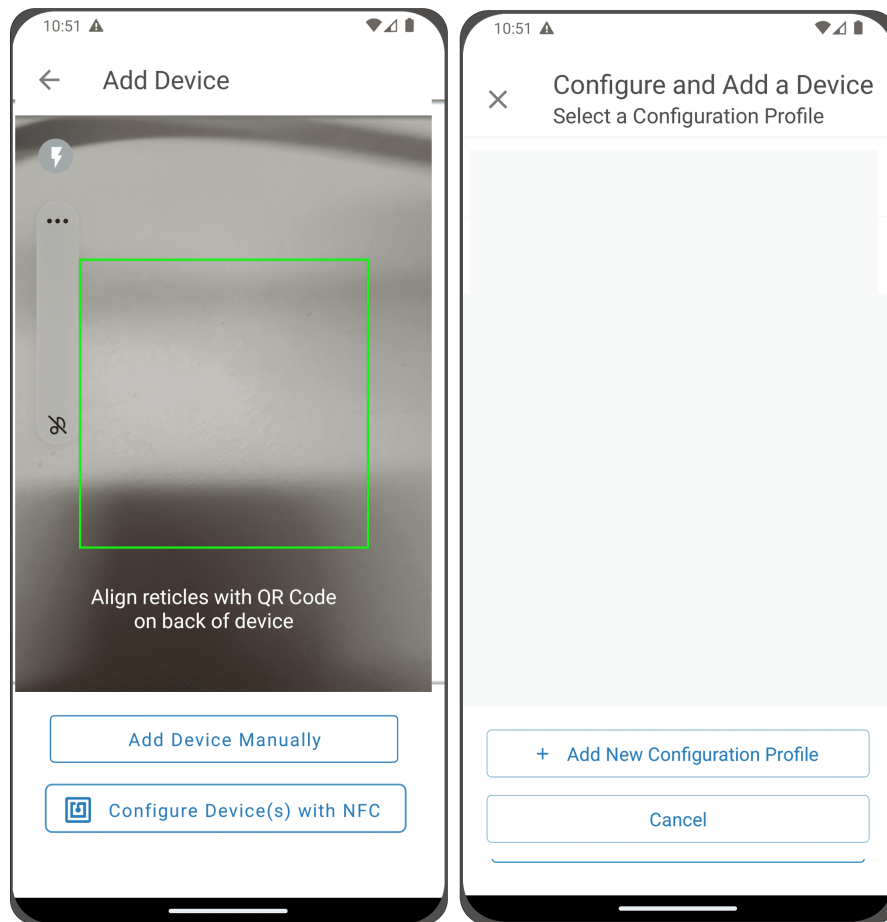 10:51
Add Device
Align reticles with QR Code
on back of device
Add Device Manually
Configure Device(s) with NFC
10:51
Configure and Add a Device
Select a Configuration Profile
+ Add New Configuration Profile
Cancel